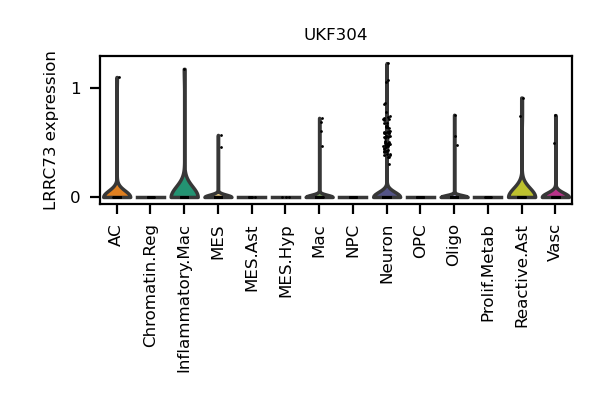 UKF304
LRRC73 expression
1
0
AC
Chromatin.Reg
Inflammatory.Mac
MES
MES.Ast
MES.Hyp
Mac
NPC
Neuron
OPC
Oligo
Prolif.Metab
Reactive.Ast
Vasc